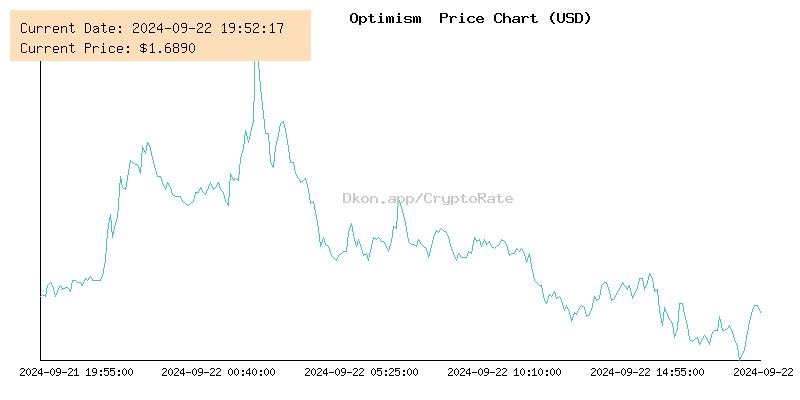 Optimism  Price Chart (USD)
Current Date: 2024-09-22 19:52:17
Current Price: $1.6890
Dkon.app/CryptoRate
2024-09-21 19:55:00 2024-09-22 00:40:00 2024-09-22 05:25:00 2024-09-22 10:10:00 2024-09-22 14:55:00 2024-09-22